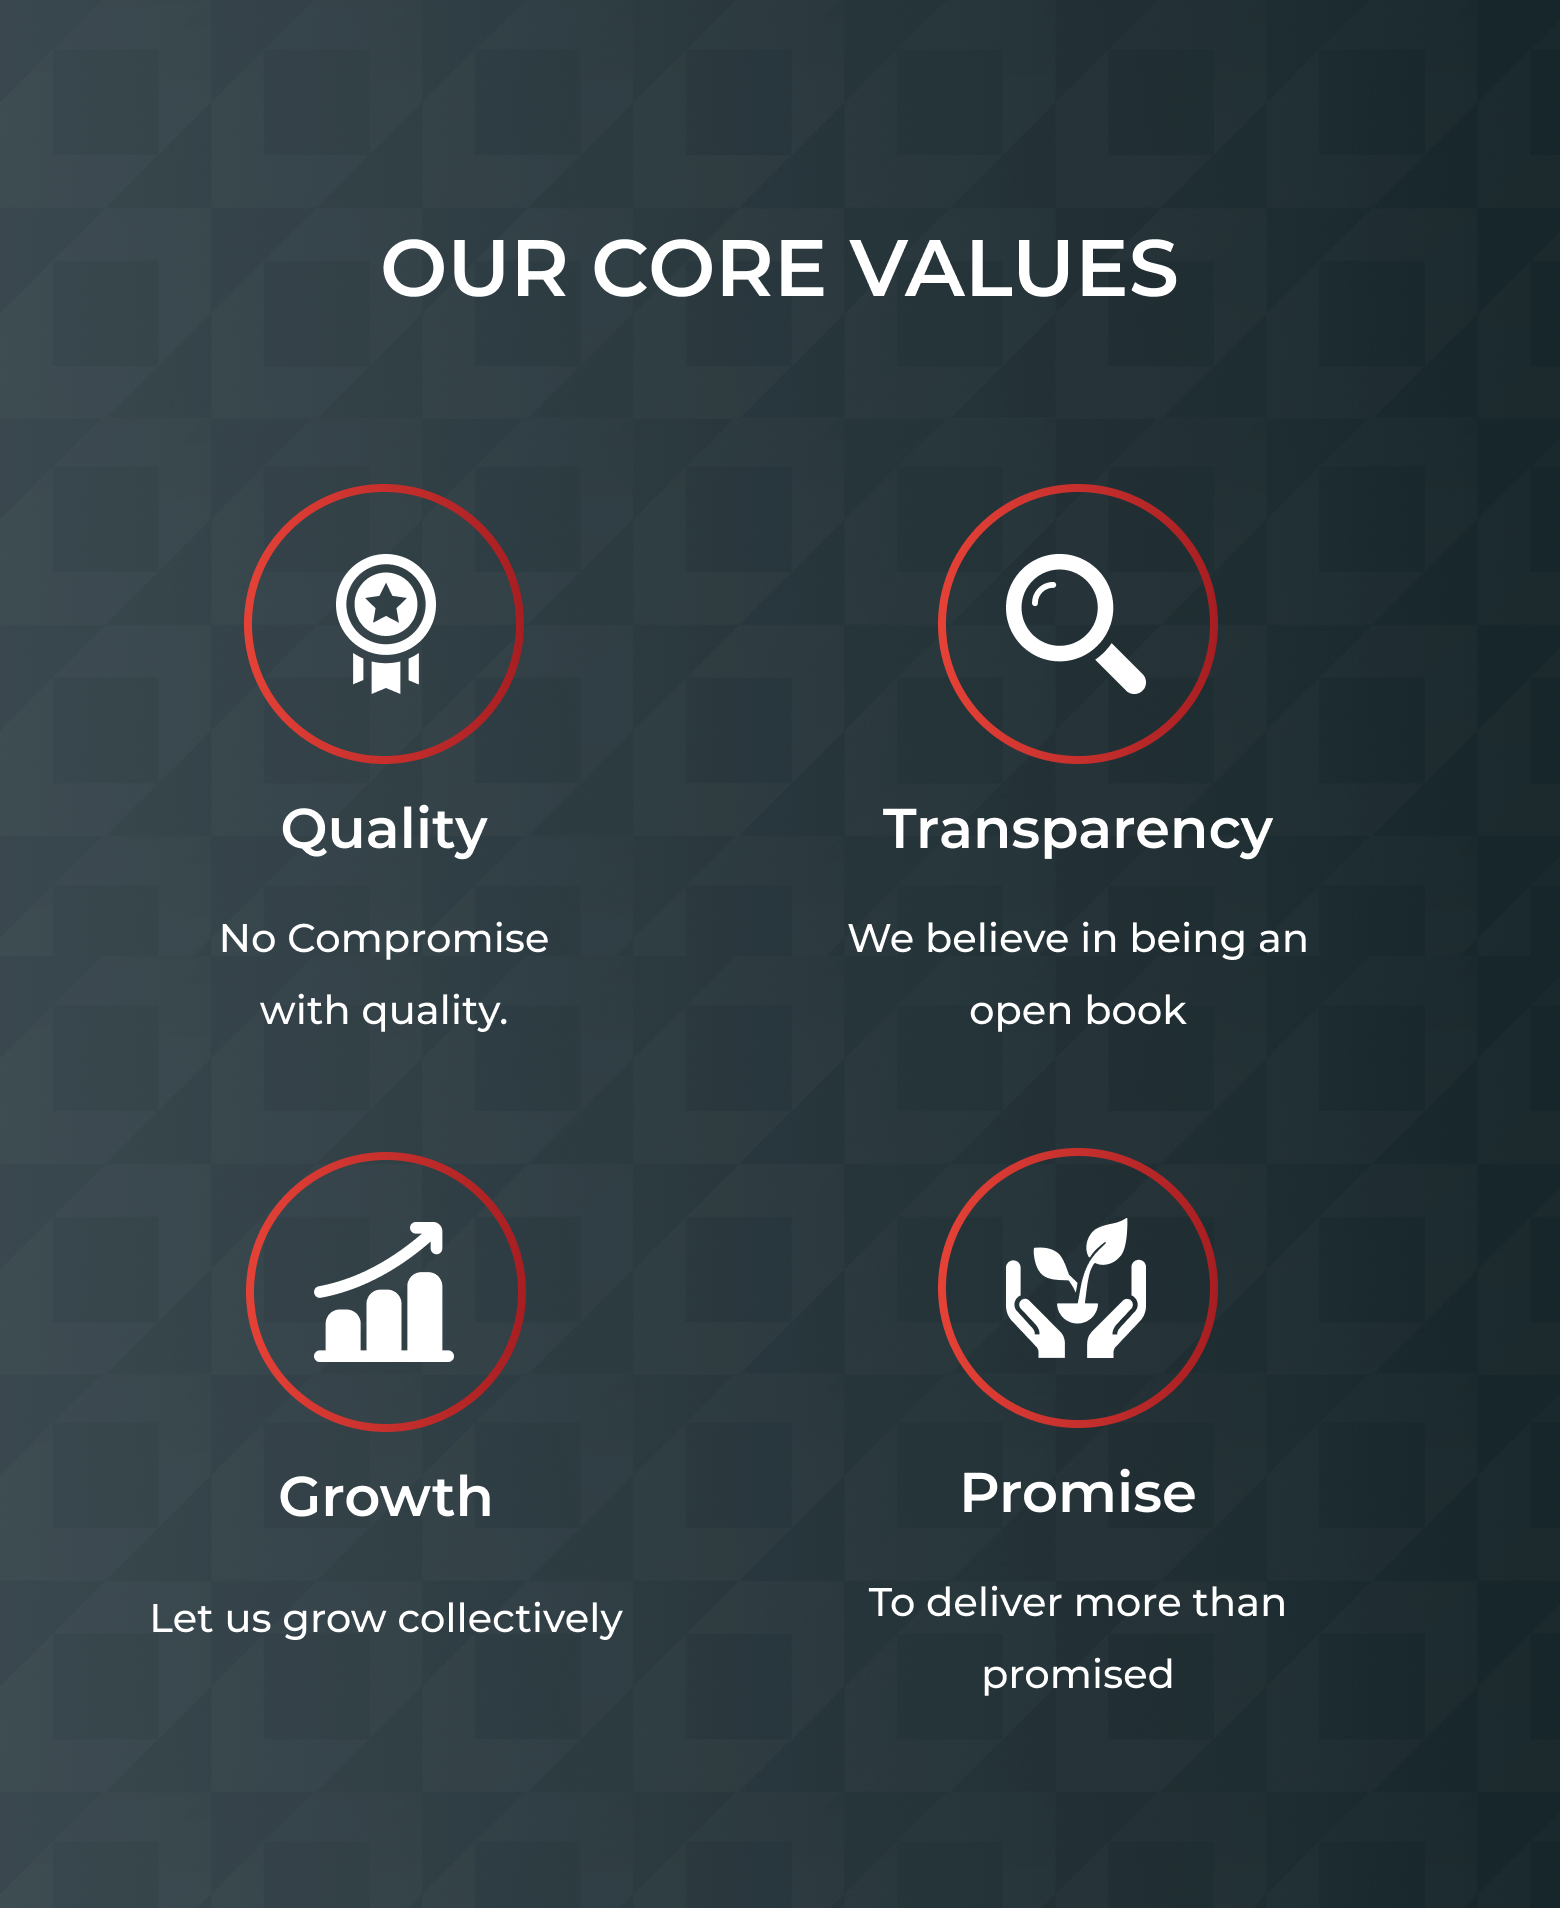 OUR CORE VALUES
Quality
No Compromise
with quality.
Transparency
We believe in being an
open book
Growth
Let us grow collectively
Promise
To deliver more than
promised